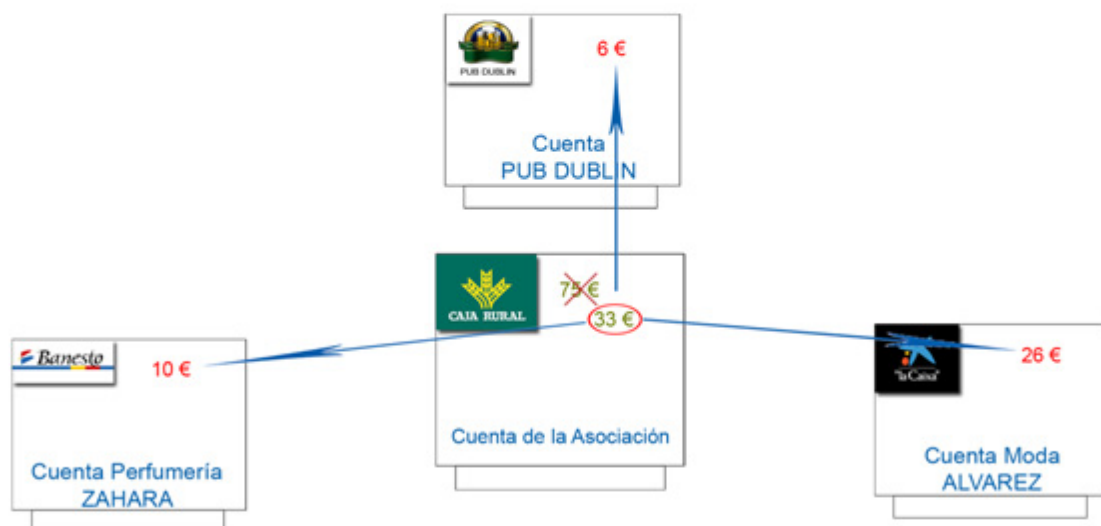 PUB DUBLIN
6 €
Cuenta
PUB DUBLIN
CAJA RURAL
75 €
33 €
Cuenta de la Asociación
Banesto
10 €
Cuenta Perfumería
ZAHARA
"la Caixa"
26 €
Cuenta Moda
ALVAREZ